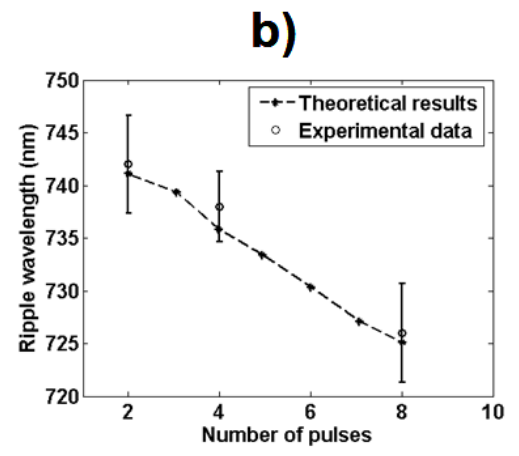 b)
750
745
740
735
730
725
720
Ripple wavelength (nm)
Theoretical results
Experimental data
2 4 6 8 10
Number of pulses